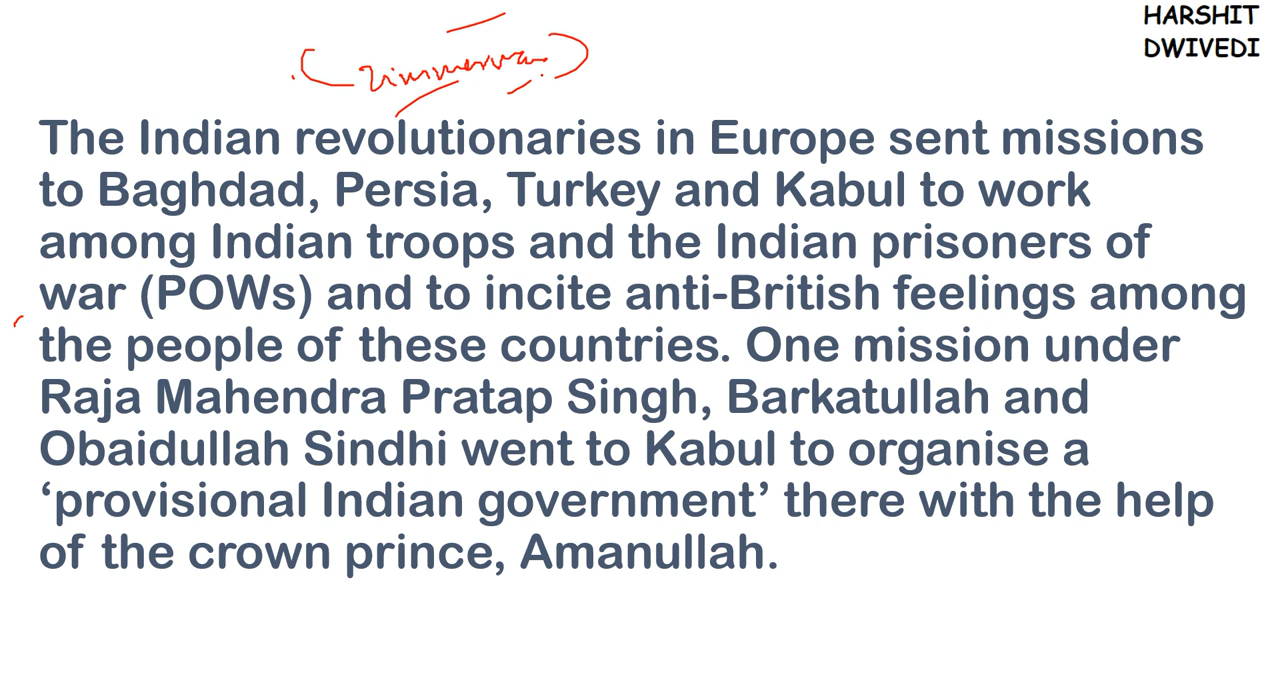 HARSHIT
DWIVEDI
The Indian revolutionaries in Europe sent missions
to Baghdad, Persia, Turkey and Kabul to work
among Indian troops and the Indian prisoners of
war (POWs) and to incite anti-British feelings among
the people of these countries. One mission under
Raja Mahendra Pratap Singh, Barkatullah and
Obaidullah Sindhi went to Kabul to organise a
‘provisional Indian government’ there with the help
of the crown prince, Amanullah.